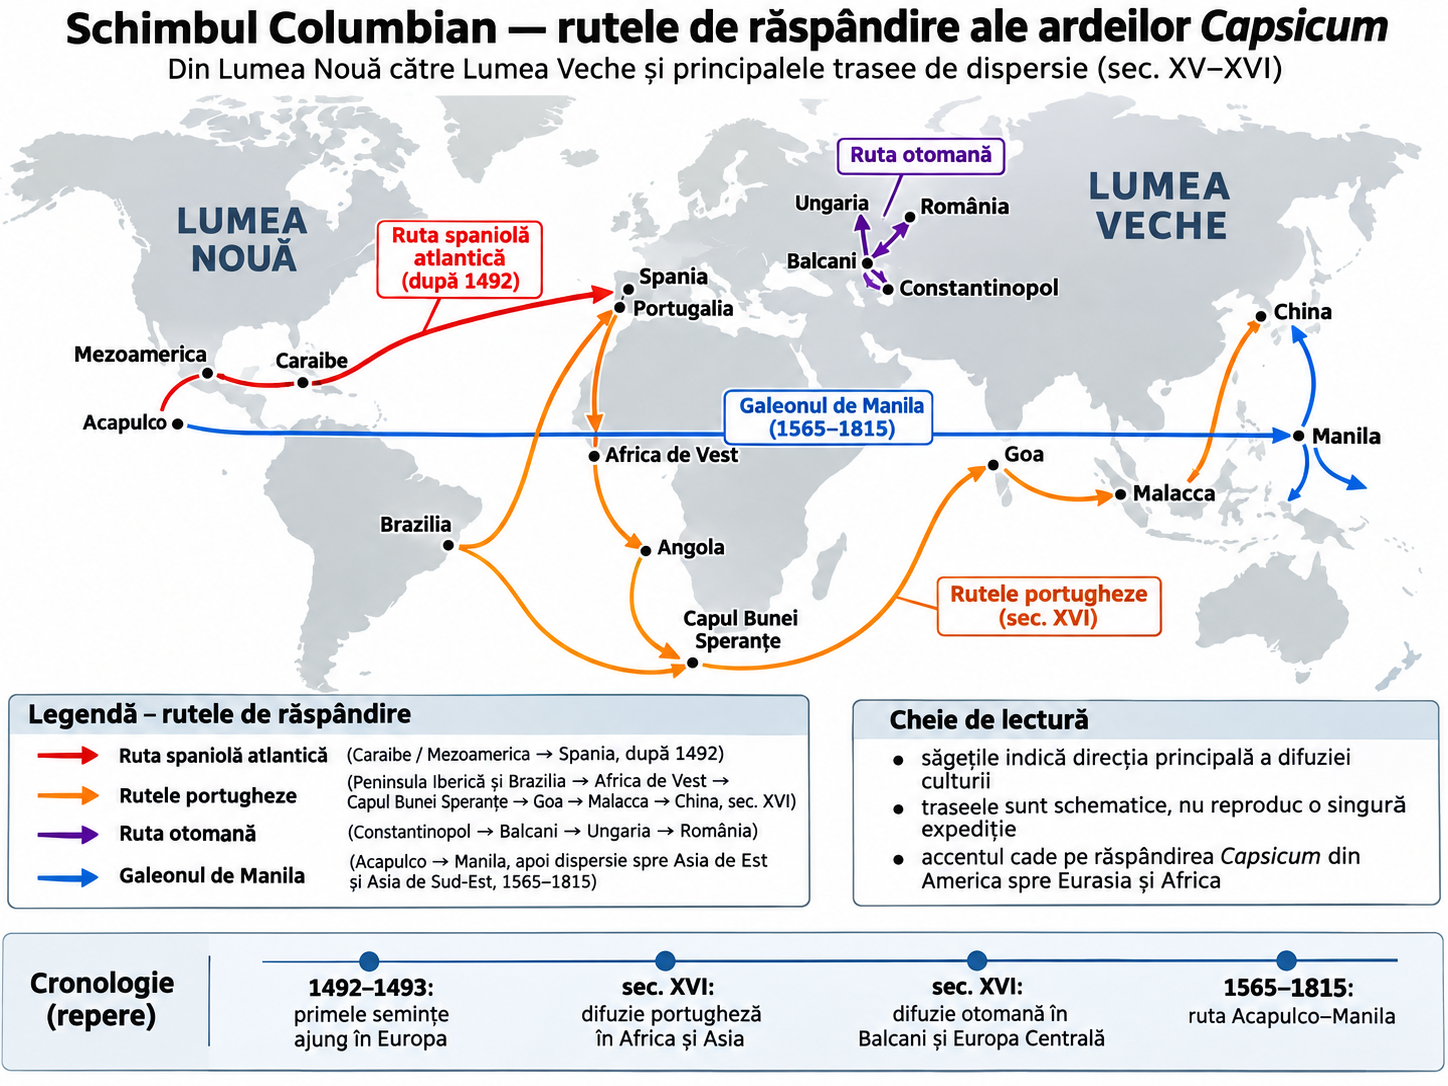 Schimbul Columbian — rutele de răspândire ale ardeilor Capsicum
Din Lumea Nouă către Lumea Veche și principalele trasee de dispersie (sec. XV–XVI)
LUMEA
NOUĂ
Ruta spaniolă
atlantică
(după 1492)
Ruta otomană
LUMEA
VECHE
Ungaria
România
Balcani
Constantinopol
Spania
Portugalia
China
Mezoamerica
Caraibe
Acapulco
Galeonul de Manila
(1565–1815)
Manila
Africa de Vest
Goa
Malacca
Brazilia
Angola
Capul Bunei
Speranțe
Rutele portugheze
(sec. XVI)
Legendă – rutele de răspândire
Ruta spaniolă atlantică (Caraibe / Mezoamerica → Spania, după 1492)
Rutele portugheze (Peninsula Iberică și Brazilia → Africa de Vest →
Capul Bunei Speranțe → Goa → Malacca → China, sec. XVI)
Ruta otomană (Constantinopol → Balcani → Ungaria → România)
Galeonul de Manila (Acapulco → Manila, apoi dispersie spre Asia de Est
și Asia de Sud-Est, 1565–1815)
Cheie de lectură
• săgețile indică direcția principală a difuziei
culturii
• traseele sunt schematice, nu reproduc o singură
expediție
• accentul cade pe răspândirea Capsicum din
America spre Eurasia și Africa
Cronologie
(repere)
1492–1493:
primele semințe
ajung în Europa
sec. XVI:
difuzie portugheză
în Africa și Asia
sec. XVI:
difuzie otomană în
Balcani și Europa Centrală
1565–1815:
ruta Acapulco–Manila